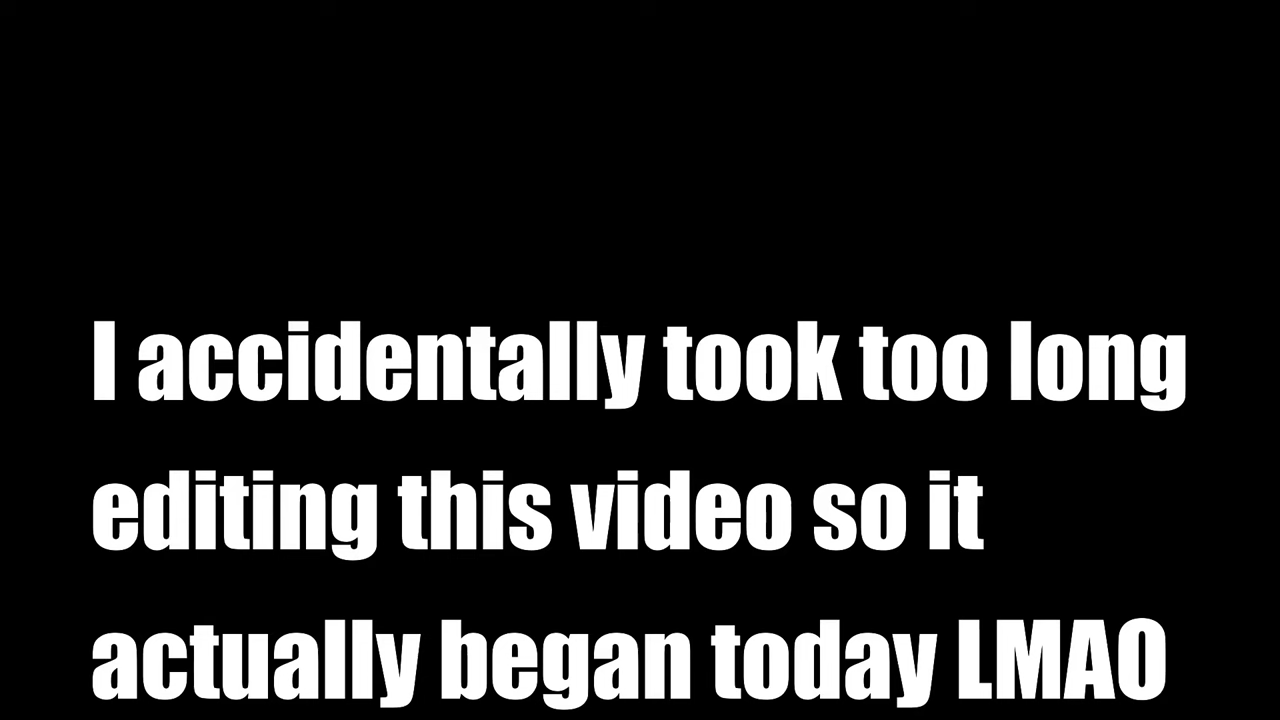 I accidentally took too long
editing this video so it
actually began today LMAO